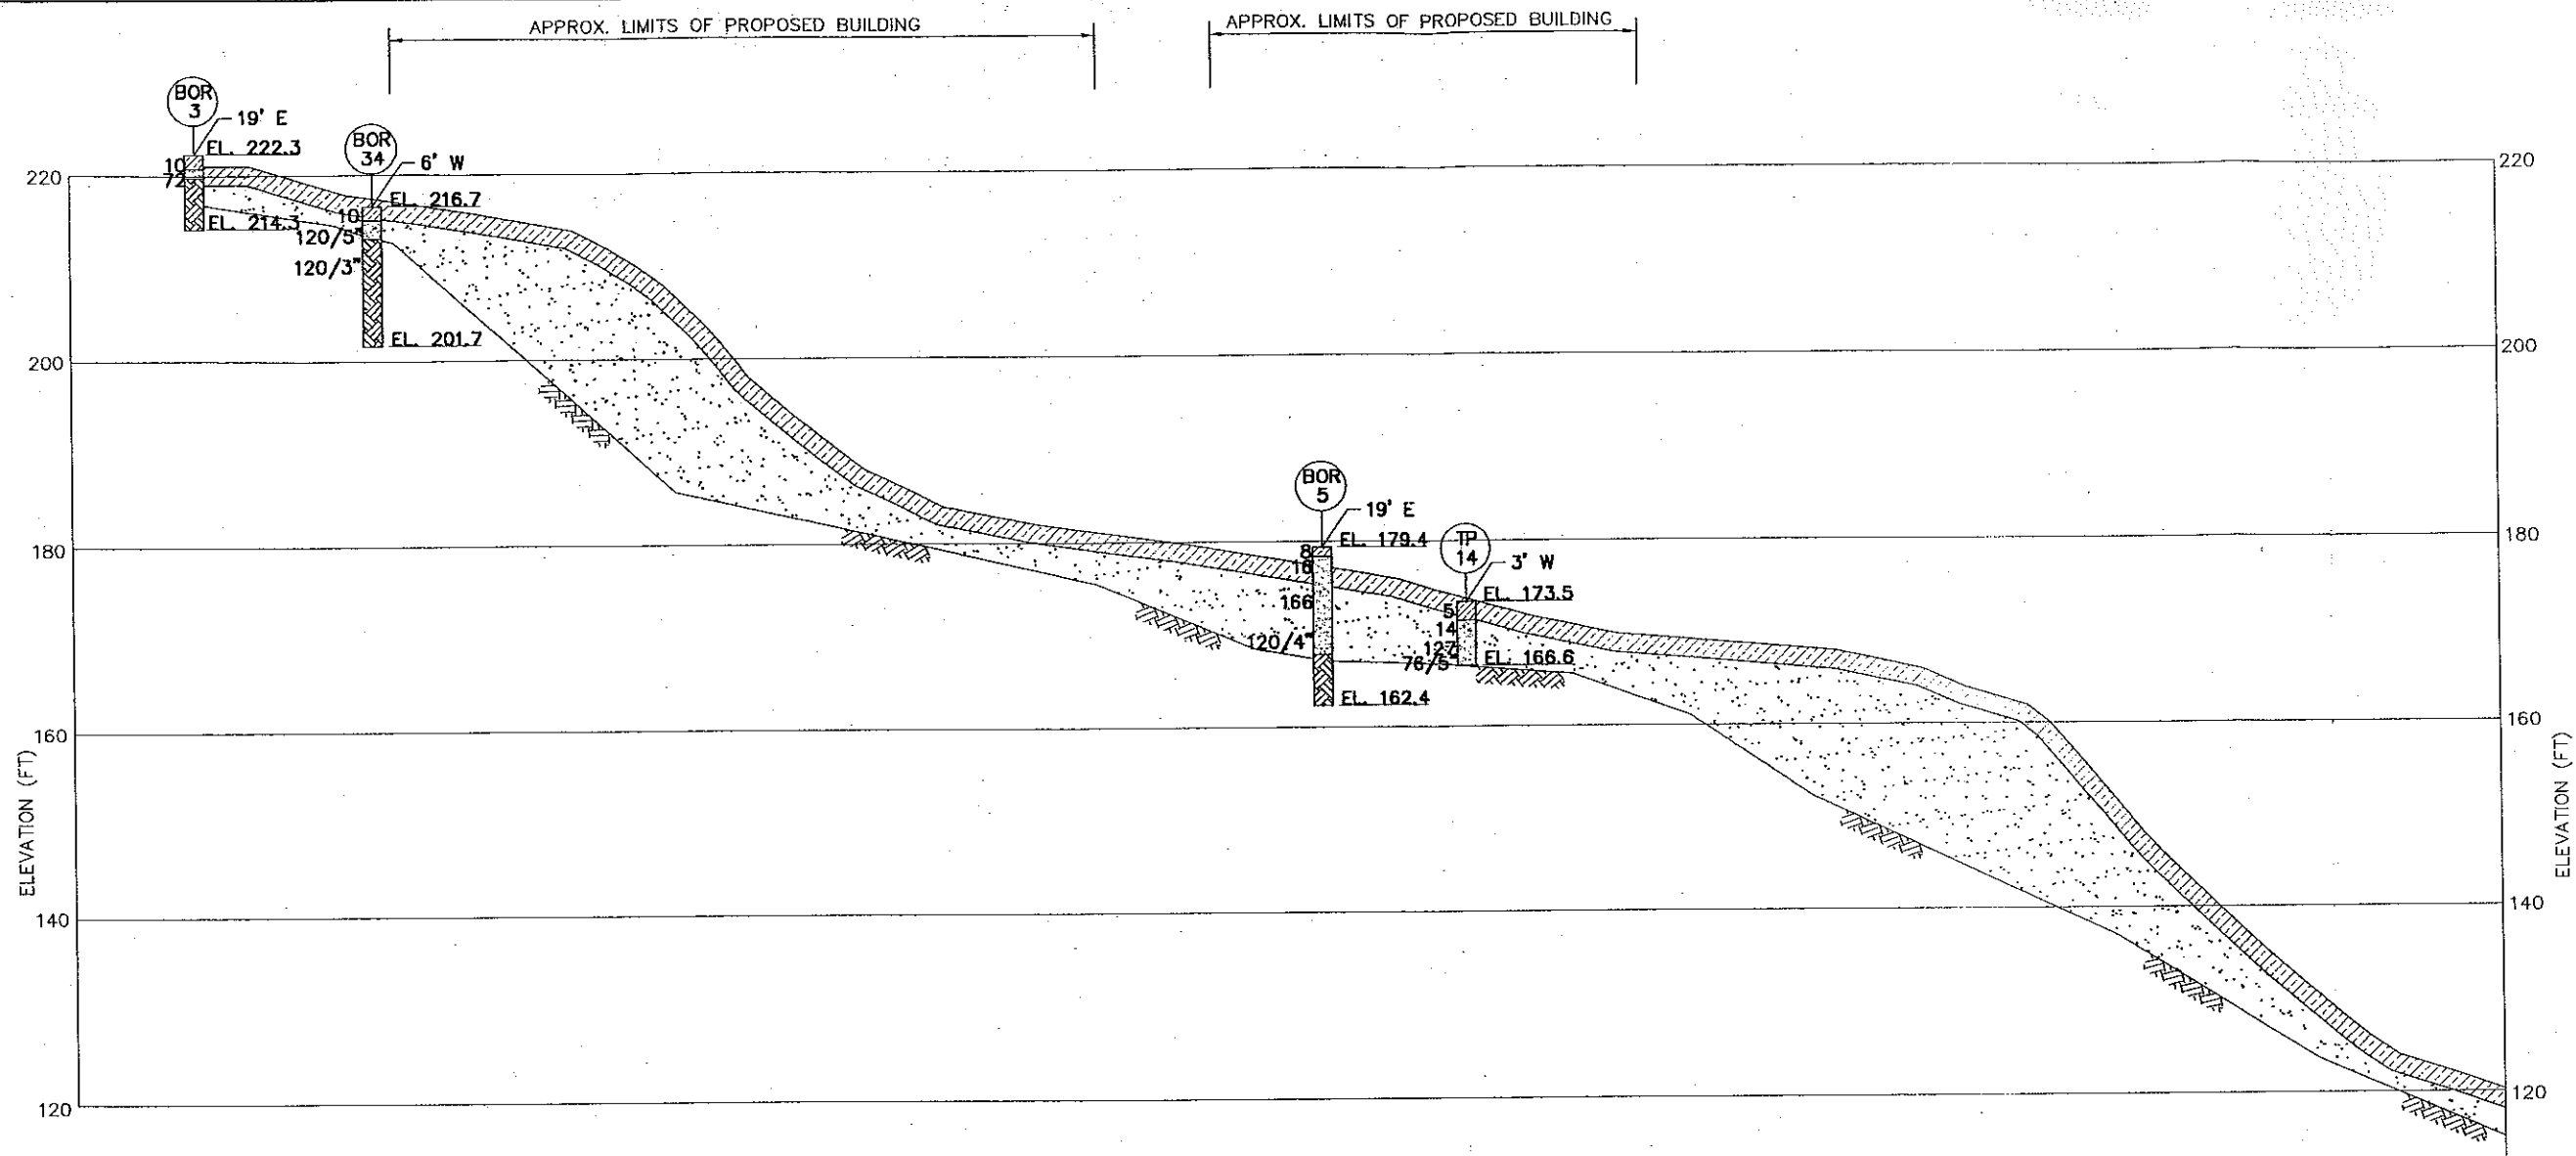 APPROX. LIMITS OF PROPOSED BUILDING
APPROX. LIMITS OF PROPOSED BUILDING
BOR
3
19' E
EL. 222.3
10
72
EL. 214.3
BOR
34
6' W
EL. 216.7
10
120/5"
120/3"
EL. 201.7
BOR
5
19' E
EL. 179.4
8
18
166
120/4"
EL. 162.4
TP
14
3' W
EL. 173.5
5
14
127
76/5"
EL. 166.6
220
200
180
160
140
120
ELEVATION (FT)
220
200
180
160
140
120
ELEVATION (FT)